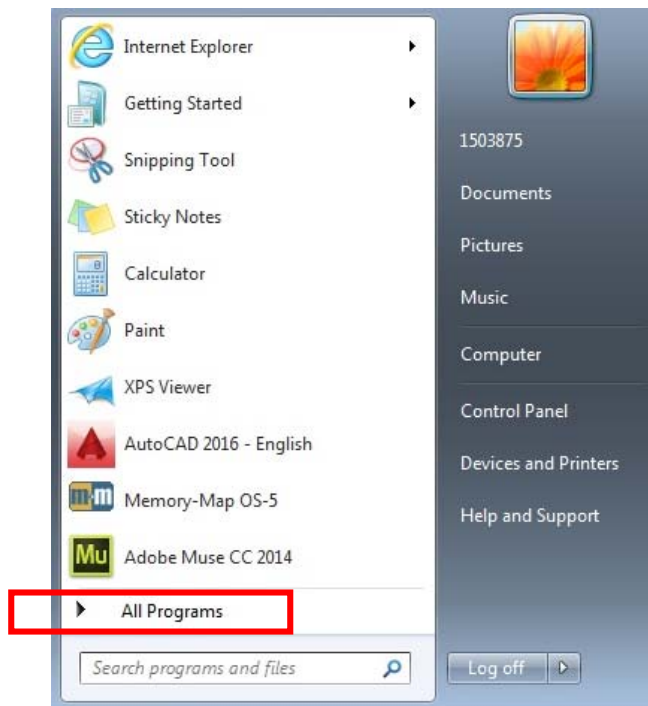 Internet Explorer
Getting Started
Snipping Tool
Sticky Notes
Calculator
Paint
XPS Viewer
AutoCAD 2016 - English
m-m Memory-Map OS-5
Mu Adobe Muse CC 2014
All Programs
Search programs and files
1503875
Documents
Pictures
Music
Computer
Control Panel
Devices and Printers
Help and Support
Log off